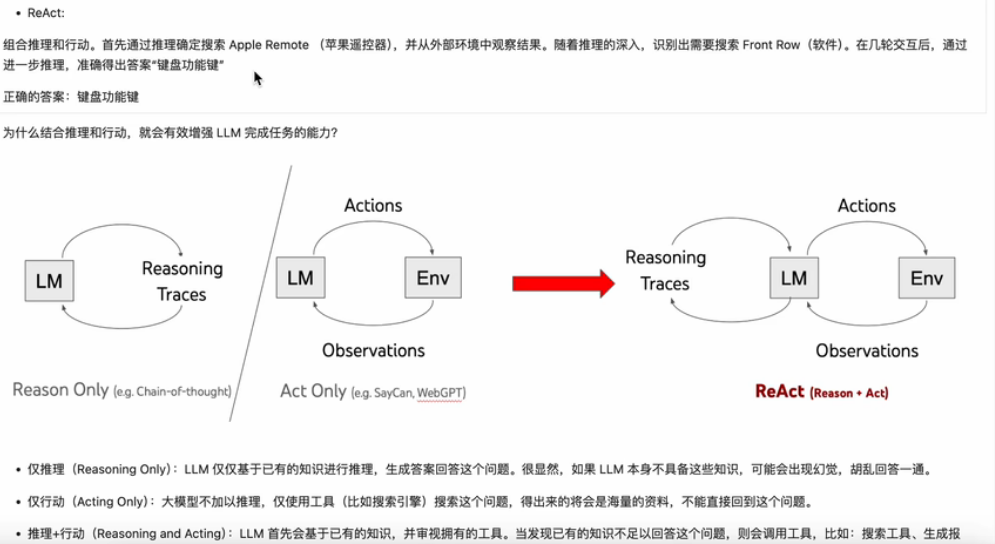 • ReAct:
组合推理和行动。首先通过推理确定搜索 Apple Remote （苹果遥控器），并从外部环境中观察结果。随着推理的深入，识别出需要搜索 Front Row（软件）。在几轮交互后，通过
进一步推理，准确得出答案“键盘功能键”
正确的答案：键盘功能键
为什么结合推理和行动，就会有效增强 LLM 完成任务的能力？
LM
Reasoning
Traces
Reason Only (e.g. Chain-of-thought)
Actions
LM
Env
Observations
Act Only (e.g. SayCan, WebGPT)
Actions
Reasoning
Traces
LM
Env
Observations
ReAct (Reason + Act)
• 仅推理（Reasoning Only）：LLM 仅仅基于已有的知识进行推理，生成答案回答这个问题。很显然，如果 LLM 本身不具备这些知识，可能会出现幻觉，胡乱回答一通。
• 仅行动（Acting Only）：大模型不加以推理，仅使用工具（比如搜索引擎）搜索这个问题，得出来的将会是海量的资料，不能直接回到这个问题。
• 推理+行动（Reasoning and Acting）：LLM 首先会基于已有的知识，并审视拥有的工具。当发现已有的知识不足以回答这个问题，则会调用工具，比如：搜索工具、生成报